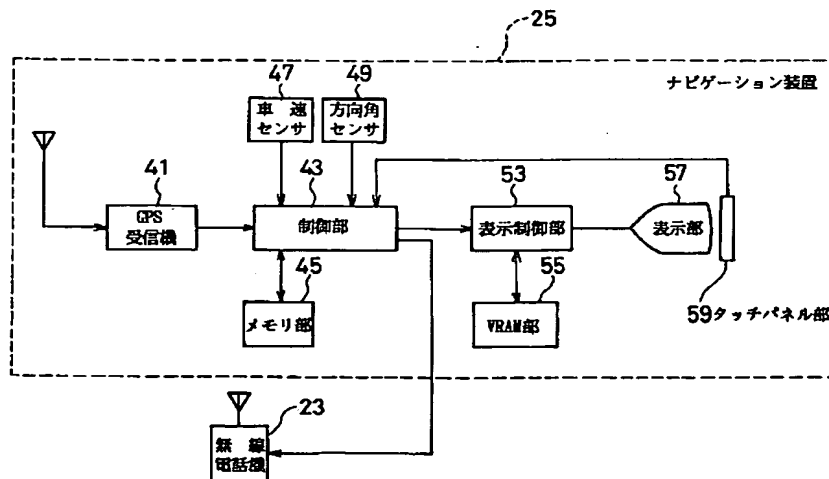 25
ナビゲーション装置
47
車速
センサ
49
方向角
センサ
41
GPS
受信機
43
制御部
53
表示制御部
57
表示部
45
メモリ部
55
VRAM部
59タッチパネル部
23
無線
電話機